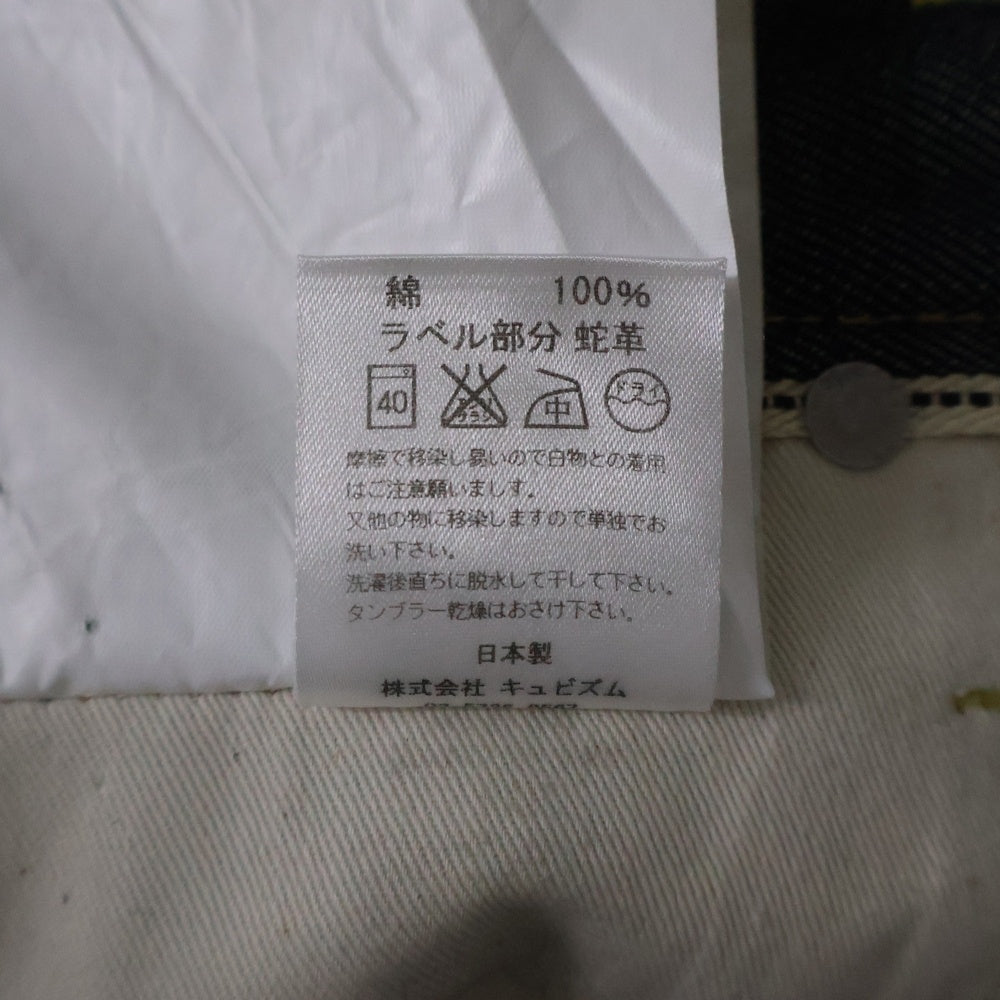 綿 100%
ラベル部分 蛇革
40 中 ドライ
摩擦で移染し易いので白物との着用
はご注意願いまします。
又他の物に移染しますので単独でお
洗い下さい。
洗濯後直ちに脱水して干して下さい。
タンブラー乾燥はおさけ下さい。
日本製
株式会社 キュビズム